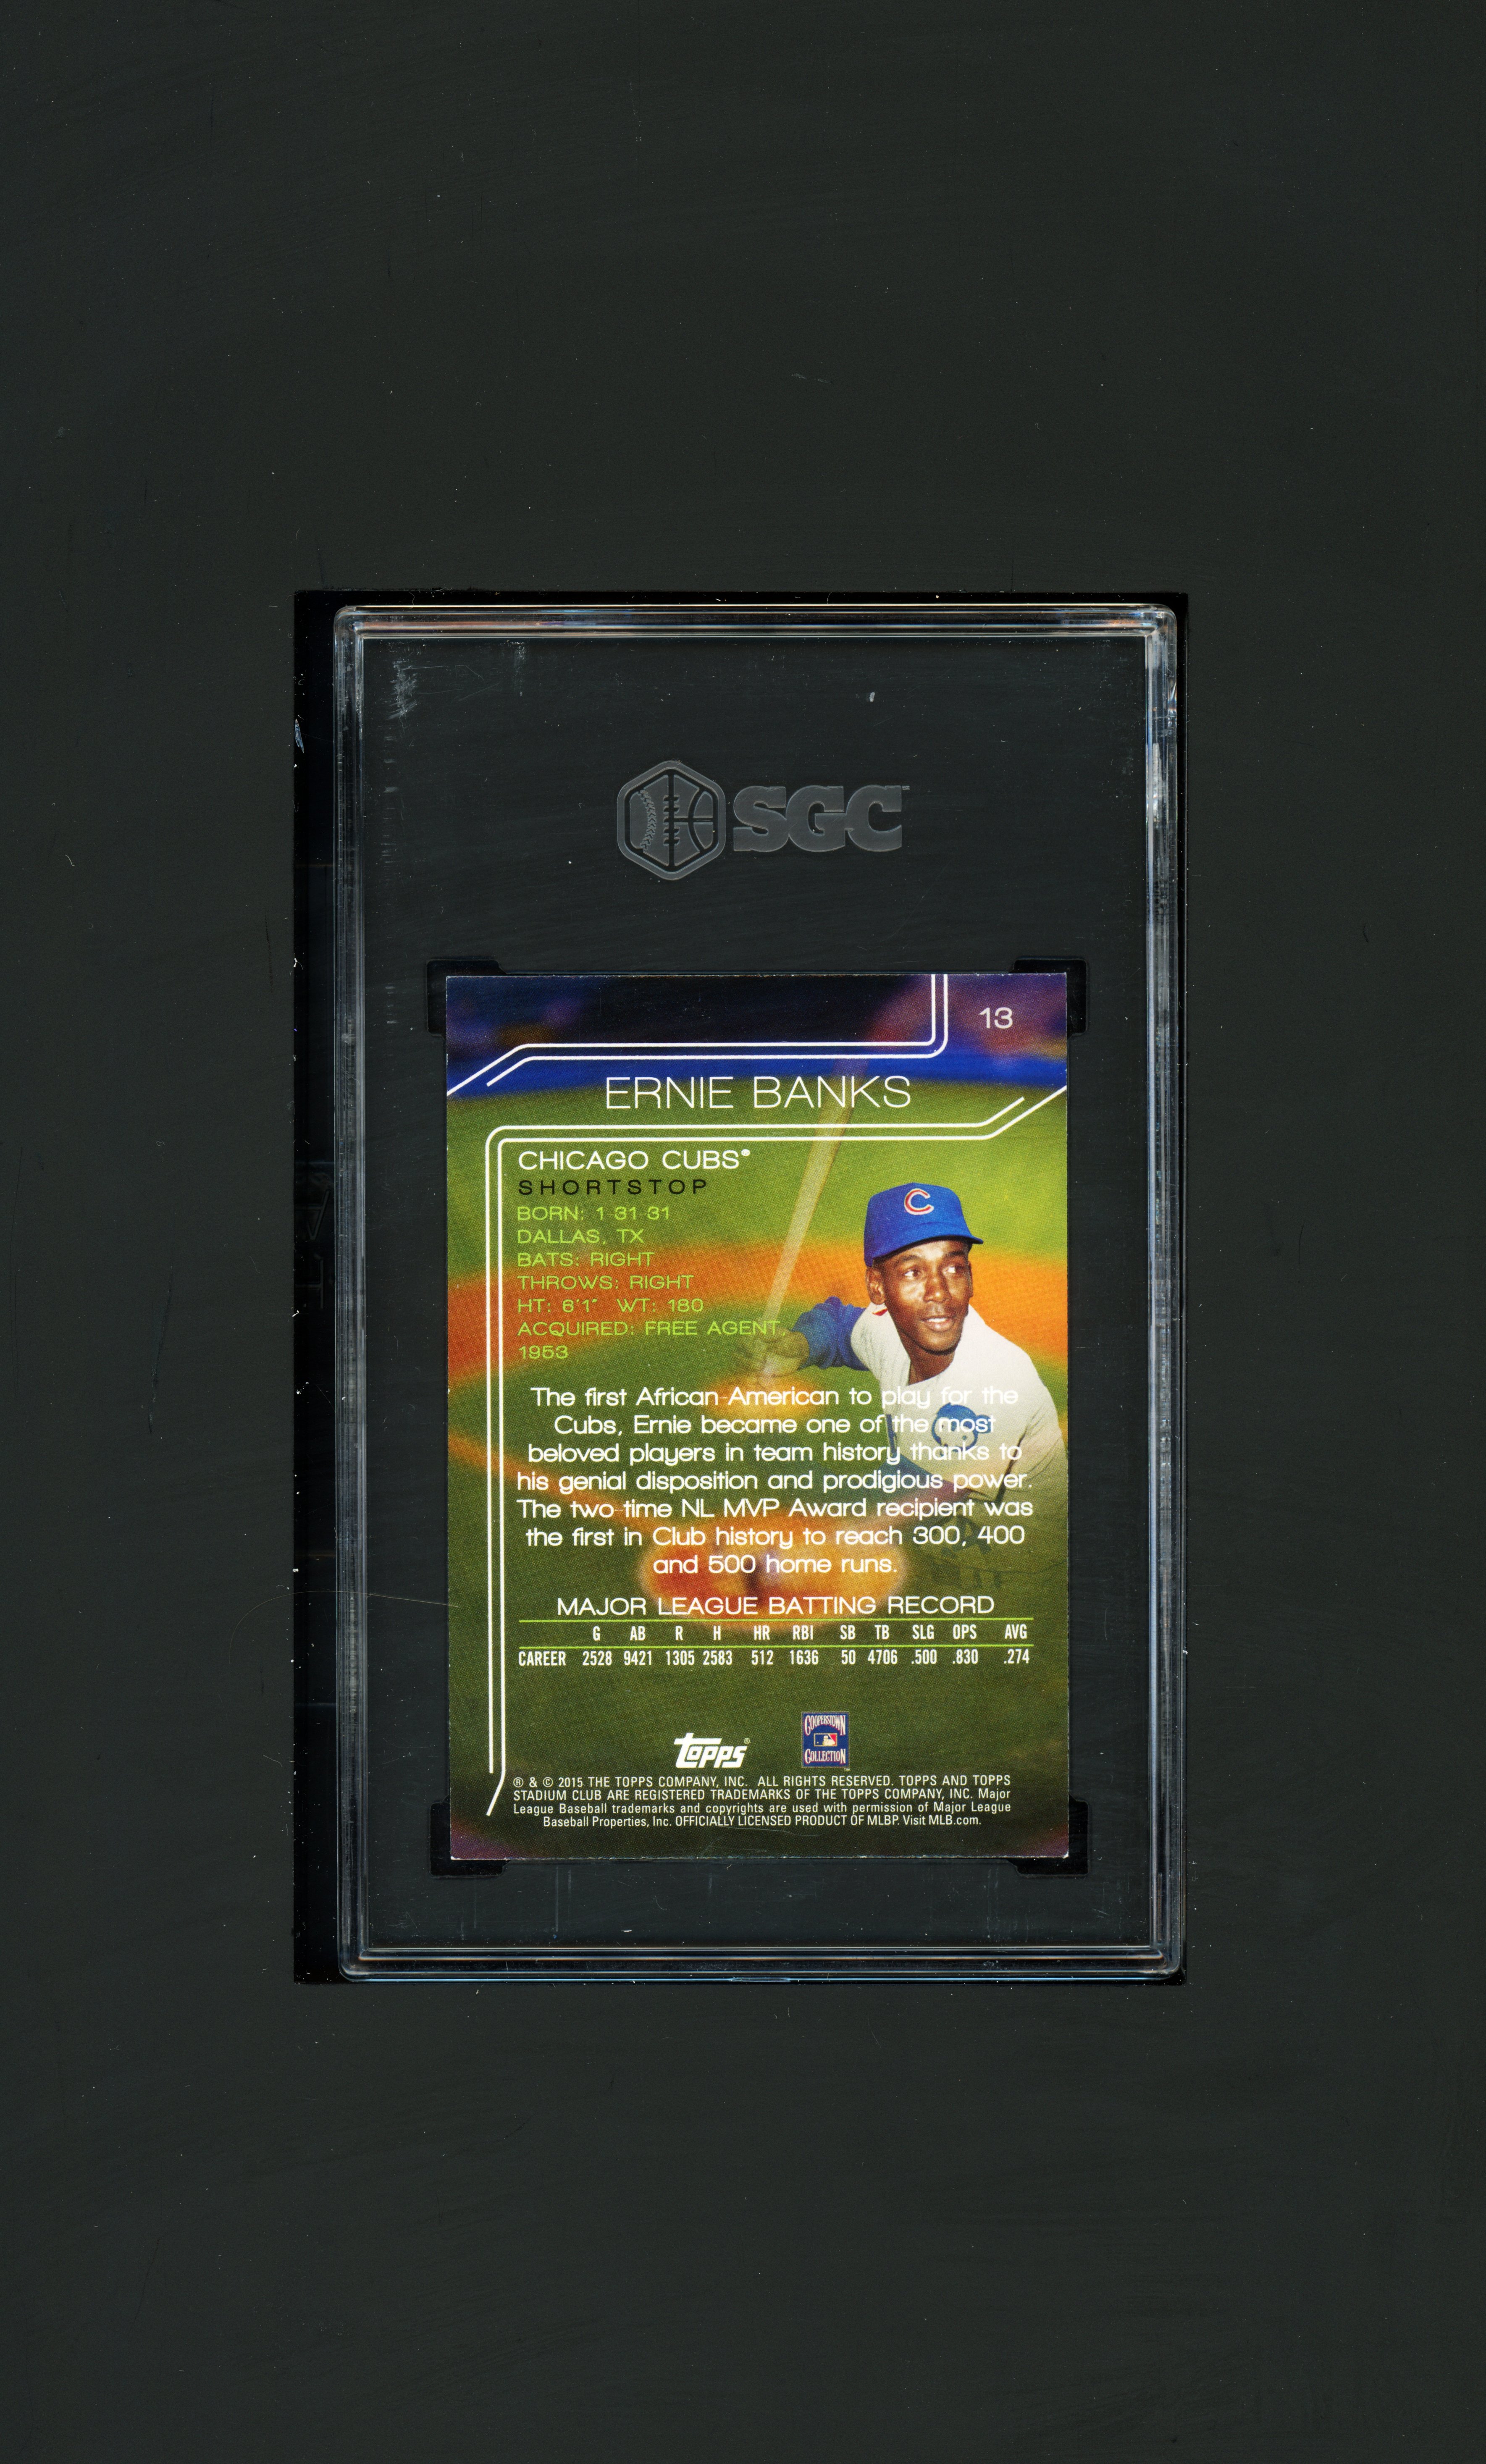 SGC
13
ERNIE BANKS
CHICAGO CUBS®
SHORTSTOP
BORN: 1-31-31
DALLAS, TX
BATS: RIGHT
THROWS: RIGHT
HT: 6'1" WT: 180
ACQUIRED: FREE AGENT,
1953
C
The first African-American to play for the
Cubs, Ernie became one of the most
beloved players in team history thanks to
his genial disposition and prodigious power.
The two-time NL MVP Award recipient was
the first in Club history to reach 300, 400
and 500 home runs.
MAJOR LEAGUE BATTING RECORD
G AB R H HR RBI SB TB SLG OPS AVG
CAREER 2528 9421 1305 2583 512 1636 50 4706 .500 .830 .274
topps®
COOPERSTOWN
COLLECTION
® & © 2015 THE TOPPS COMPANY, INC. ALL RIGHTS RESERVED. TOPPS AND TOPPS
STADIUM CLUB ARE REGISTERED TRADEMARKS OF THE TOPPS COMPANY, INC. Major
League Baseball trademarks and copyrights are used with permission of Major League
Baseball Properties, Inc. OFFICIALLY LICENSED PRODUCT OF MLBP. Visit MLB.com.